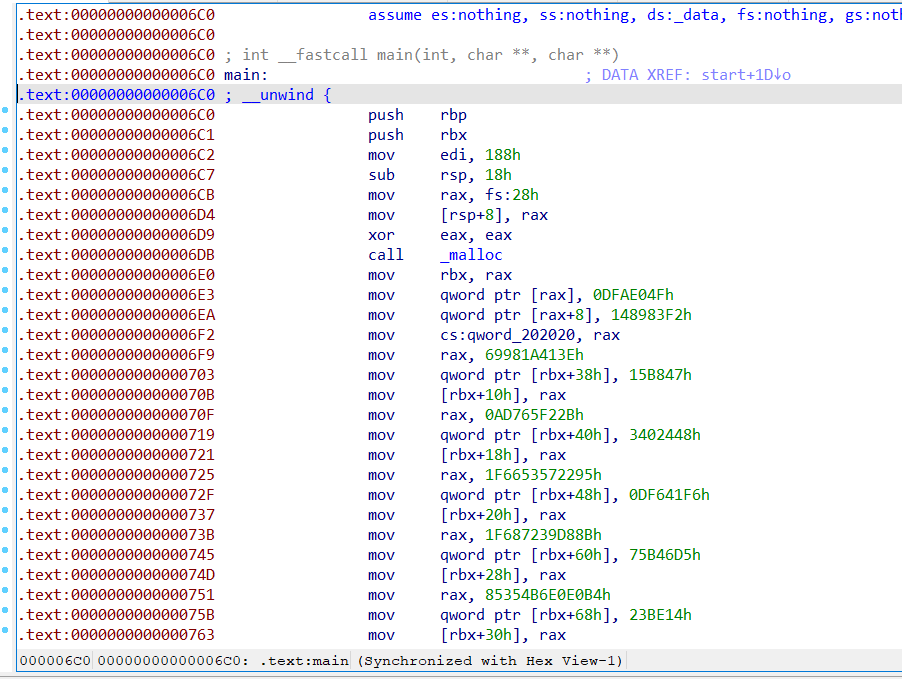 .text:00000000000006C0 assume es:nothing, ss:nothing, ds:_data, fs:nothing, gs:noth
.text:00000000000006C0
.text:00000000000006C0 ; int __fastcall main(int, char **, char **)
.text:00000000000006C0 main: ; DATA XREF: start+1D↓o
.text:00000000000006C0 ; __unwind {
.text:00000000000006C0 push rbp
.text:00000000000006C1 push rbx
.text:00000000000006C2 mov edi, 188h
.text:00000000000006C7 sub rsp, 18h
.text:00000000000006CB mov rax, fs:28h
.text:00000000000006D4 mov [rsp+8], rax
.text:00000000000006D9 xor eax, eax
.text:00000000000006DB call _malloc
.text:00000000000006E0 mov rbx, rax
.text:00000000000006E3 mov qword ptr [rax], 0DFAE04Fh
.text:00000000000006EA mov qword ptr [rax+8], 148983F2h
.text:00000000000006F2 mov cs:qword_202020, rax
.text:00000000000006F9 mov rax, 69981A413Eh
.text:0000000000000703 mov qword ptr [rbx+38h], 15B847h
.text:000000000000070B mov [rbx+10h], rax
.text:000000000000070F mov rax, 0AD765F22Bh
.text:0000000000000719 mov qword ptr [rbx+40h], 3402448h
.text:0000000000000721 mov [rbx+18h], rax
.text:0000000000000725 mov rax, 1F6653572295h
.text:000000000000072F mov qword ptr [rbx+48h], 0DF641F6h
.text:0000000000000737 mov [rbx+20h], rax
.text:000000000000073B mov rax, 1F687239D88Bh
.text:0000000000000745 mov qword ptr [rbx+60h], 75B46D5h
.text:000000000000074D mov [rbx+28h], rax
.text:0000000000000751 mov rax, 85354B6E0E0B4h
.text:000000000000075B mov qword ptr [rbx+68h], 23BE14h
.text:0000000000000763 mov [rbx+30h], rax
000006C0 00000000000006C0: .text:main (Synchronized with Hex View-1)